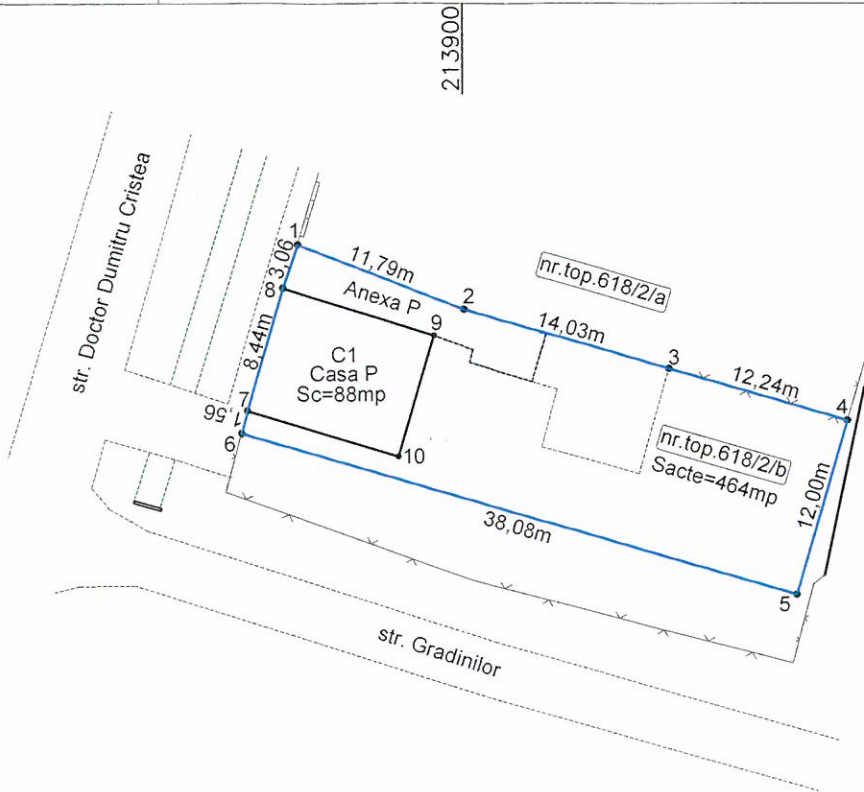 213900
str. Doctor Dumitru Cristea
1
3,06
11,79m
nr.top.618/2/a
8
Anexa P
2
14,03m
9
3
8,44m
C1
Casa P
Sc=88mp
12,24m
4
7
1,56
6
10
nr.top.618/2/b
Sacte=464mp
12,00m
38,08m
5
str. Gradinilor